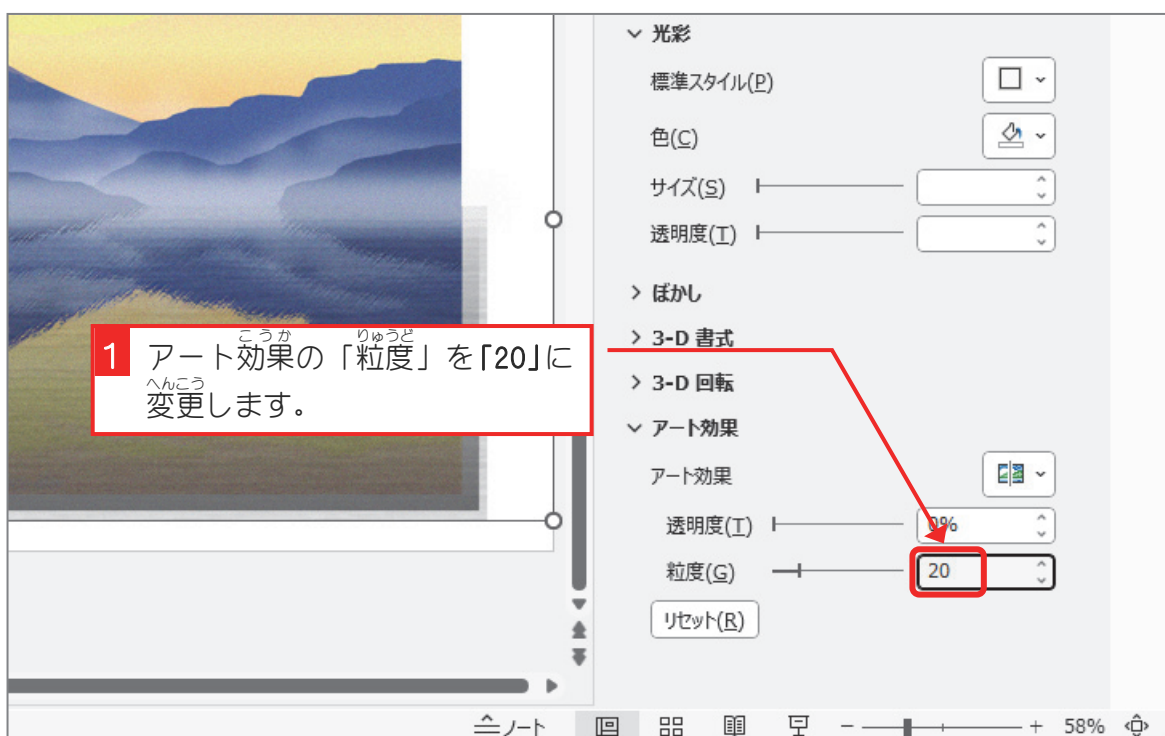 光彩
標準スタイル(P)
色(C)
サイズ(S)
透明度(T)
ぼかし
3-D 書式
3-D 回転
アート効果
アート効果
透明度(T) 0%
粒度(G) 20
リセット(R)
こうか りゅうど
1 アート効果の「粒度」を「20」に
へんこう
変更します。
ノート 58%